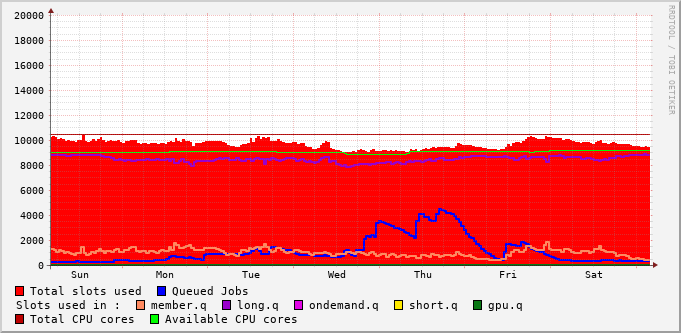 RRDTOOL / TOBI OETIKER
20000
18000
16000
14000
12000
10000
8000
6000
4000
2000
0
Sun Mon Tue Wed Thu Fri Sat
Total slots used Queued Jobs
Slots used in : member.q long.q ondemand.q short.q gpu.q
Total CPU cores Available CPU cores